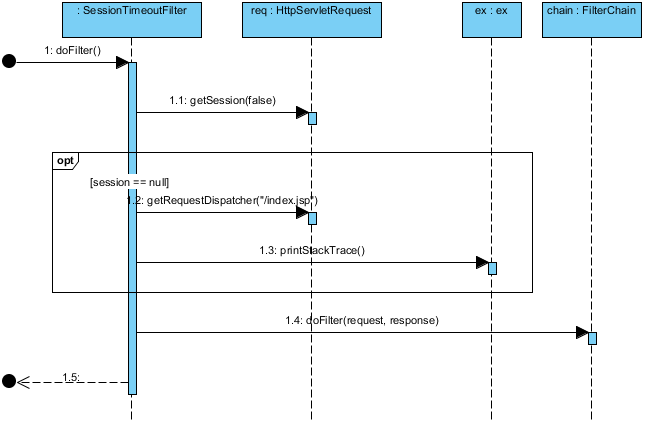 : SessionTimeoutFilter
req : HttpServletRequest
ex : ex
chain : FilterChain
1: doFilter()
1.1: getSession(false)
opt
[session == null]
1.2: getRequestDispatcher("/index.jsp")
1.3: printStackTrace()
1.4: doFilter(request, response)
1.5: